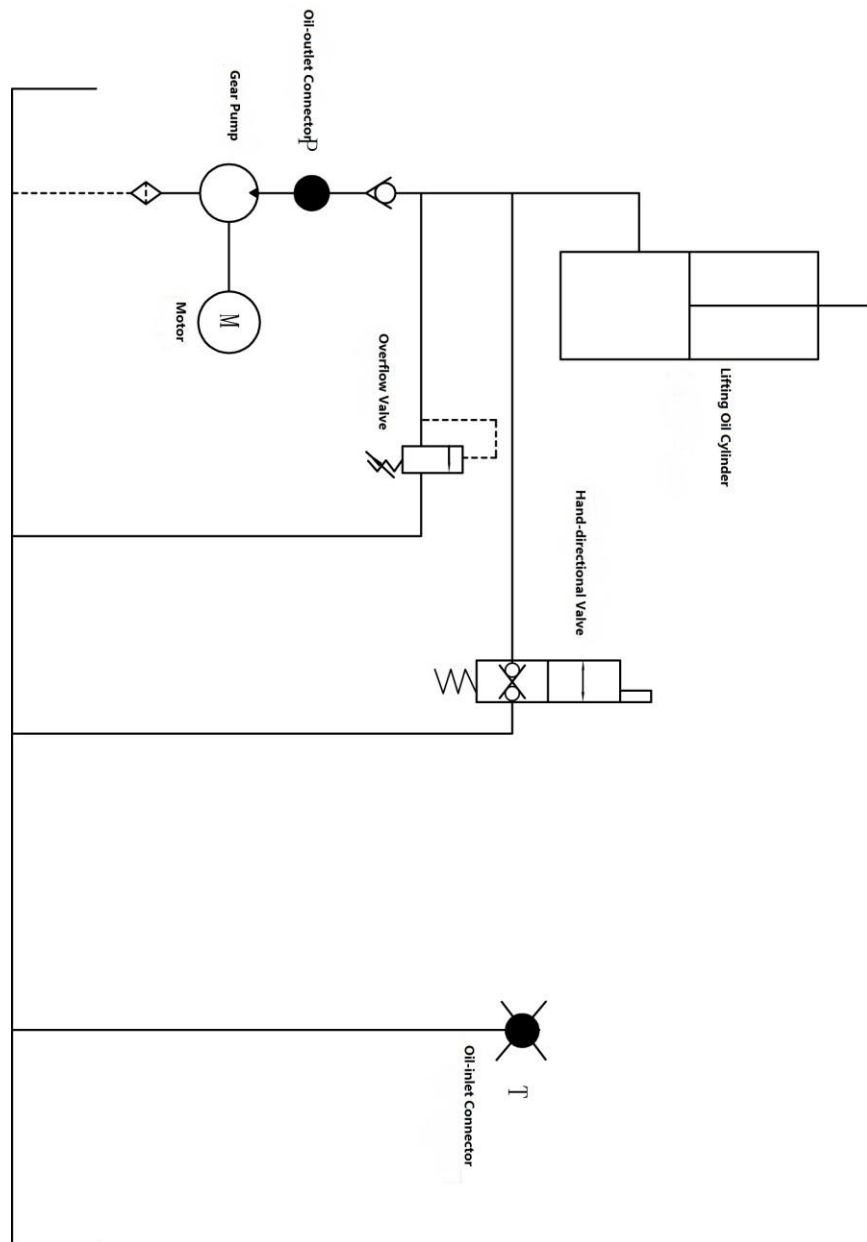 Oil-outlet Connector
P
Gear Pump
M
Motor
Overflow Valve
Lifting Oil Cylinder
Hand-directional Valve
Oil-inlet Connector
T